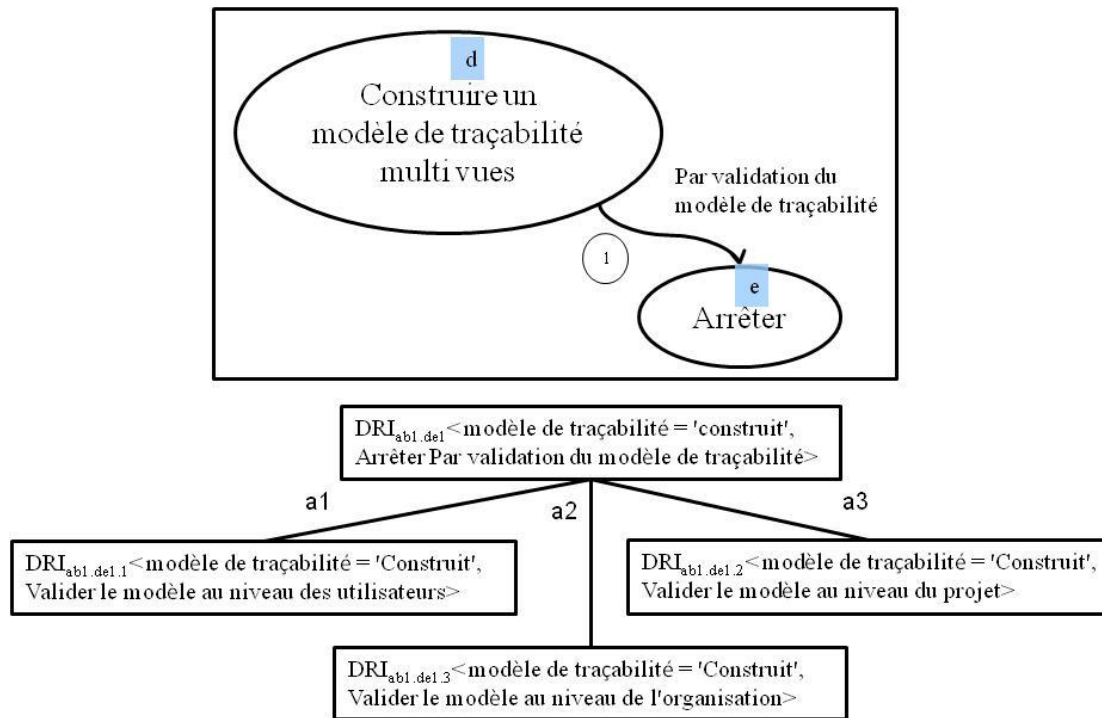 d
Construire un
modèle de traçabilité
multi vues
Par validation du
modèle de traçabilité
1
e
Arrêter
DRIab1.de1<modèle de traçabilité = 'construit',
Arrêter Par validation du modèle de traçabilité>
a1
a2
a3
DRIab1.de1.1<modèle de traçabilité = 'Construit',
Valider le modèle au niveau des utilisateurs>
DRIab1.de1.2<modèle de traçabilité = 'Construit',
Valider le modèle au niveau du projet>
DRIab1.de1.3<modèle de traçabilité = 'Construit',
Valider le modèle au niveau de l'organisation>